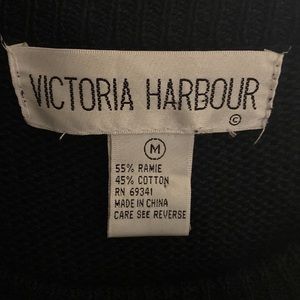 VICTORIA HARBOUR
©
M
55% RAMIE
45% COTTON
RN 69341
MADE IN CHINA
CARE SEE REVERSE